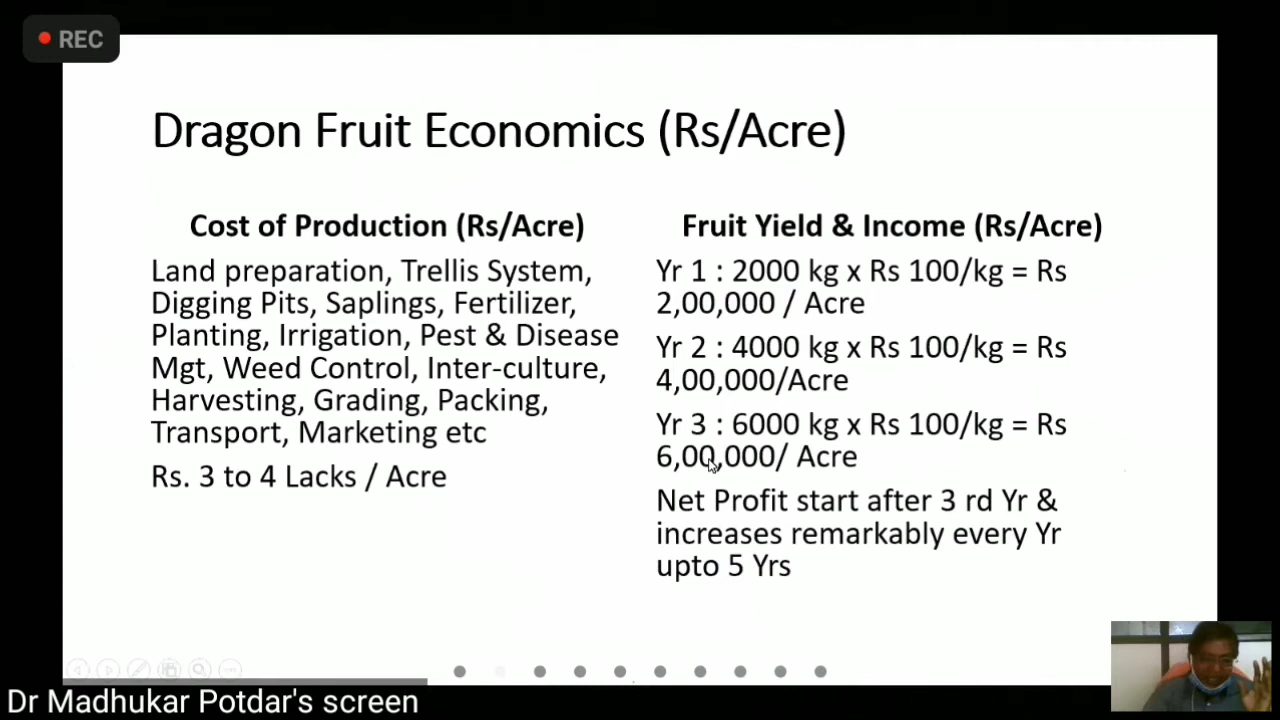 REC
Dragon Fruit Economics (Rs/Acre)
Cost of Production (Rs/Acre)
Land preparation, Trellis System,
Digging Pits, Saplings, Fertilizer,
Planting, Irrigation, Pest & Disease
Mgt, Weed Control, Inter-culture,
Harvesting, Grading, Packing,
Transport, Marketing etc
Rs. 3 to 4 Lacks / Acre
Fruit Yield & Income (Rs/Acre)
Yr 1 : 2000 kg x Rs 100/kg = Rs
2,00,000 / Acre
Yr 2 : 4000 kg x Rs 100/kg = Rs
4,00,000/Acre
Yr 3 : 6000 kg x Rs 100/kg = Rs
6,00,000/ Acre
Net Profit start after 3 rd Yr &
increases remarkably every Yr
upto 5 Yrs
Dr Madhukar Potdar's screen